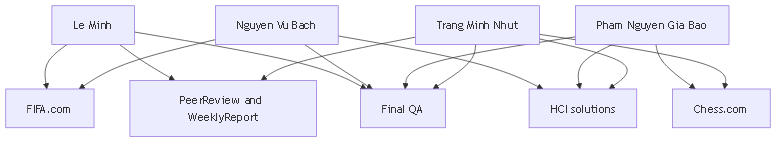 Le Minh
Nguyen Vu Bach
Trang Minh Nhut
Pham Nguyen Gia Bao
FIFA.com
PeerReview and
WeeklyReport
Final QA
HCI solutions
Chess.com